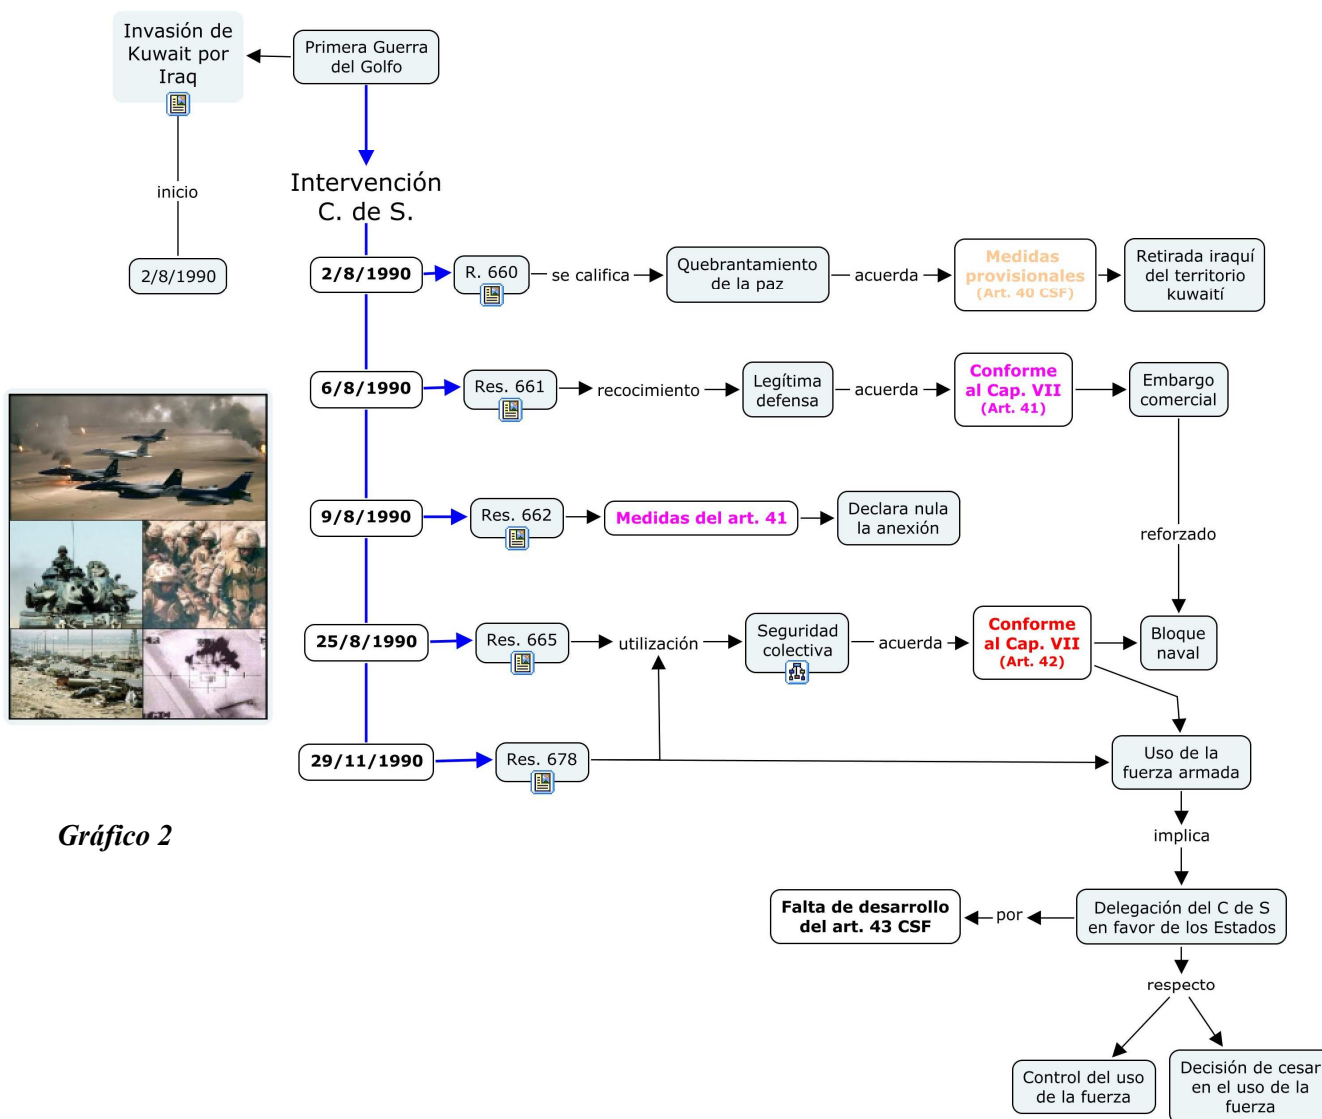 Invasión de
Kuwait por
Iraq
Primera Guerra
del Golfo
inicio
2/8/1990
Intervención
C. de S.
2/8/1990
R. 660
se califica
Quebrantamiento
de la paz
acuerda
Medidas
provisionales
(Art. 40 CSF)
Retirada iraquí
del territorio
kuwaití
6/8/1990
Res. 661
recocimiento
Legítima
defensa
acuerda
Conforme
al Cap. VII
(Art. 41)
Embargo
comercial
9/8/1990
Res. 662
Medidas del art. 41
Declara nula
la anexión
reforzado
25/8/1990
Res. 665
utilización
Seguridad
colectiva
acuerda
Conforme
al Cap. VII
(Art. 42)
Bloque
naval
29/11/1990
Res. 678
Uso de la
fuerza armada
Gráfico 2
implica
Falta de desarrollo
del art. 43 CSF
por
Delegación del C de S
en favor de los Estados
respecto
Control del uso
de la fuerza
Decisión de cesar
en el uso de la
fuerza